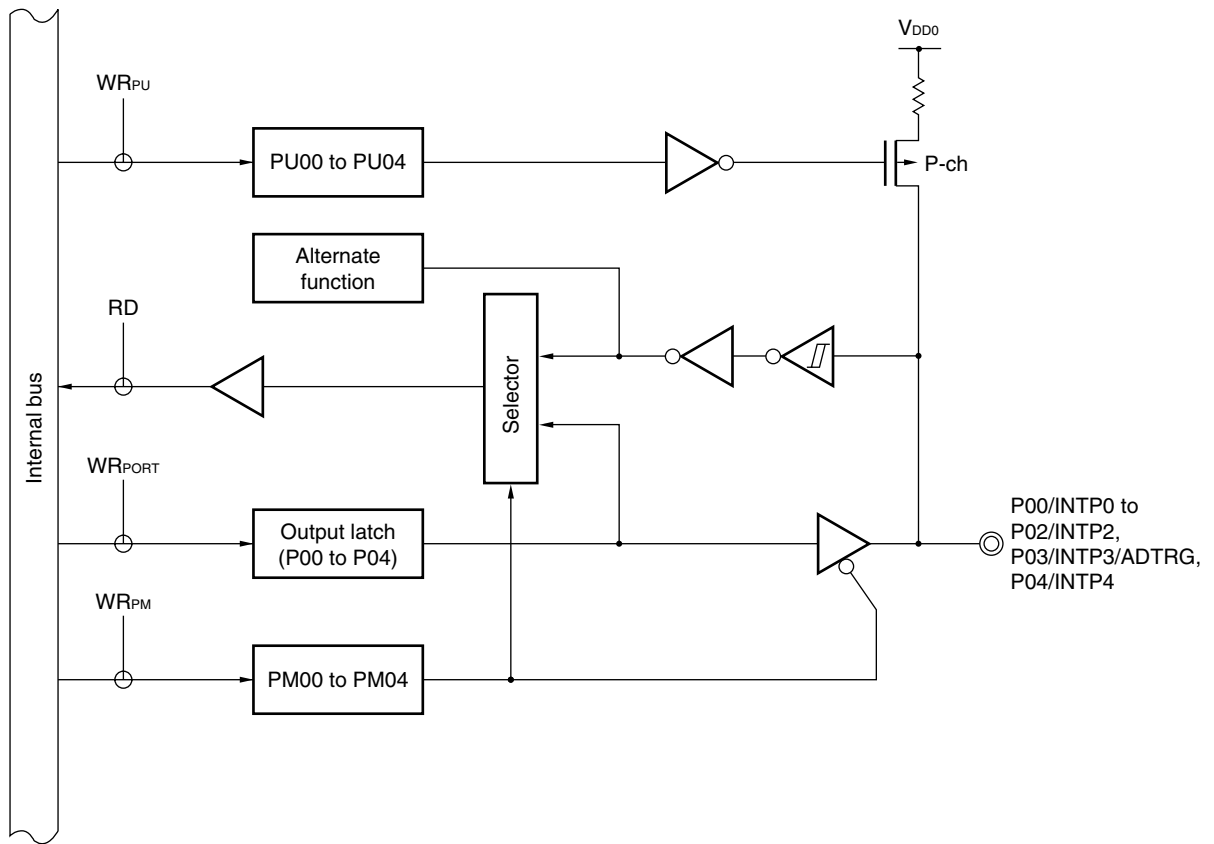 VDD0
WRPU
PU00 to PU04
P-ch
Alternate
function
RD
Selector
Internal bus
WRPORT
Output latch
(P00 to P04)
P00/INTP0 to
P02/INTP2,
P03/INTP3/ADTRG,
P04/INTP4
WRPM
PM00 to PM04